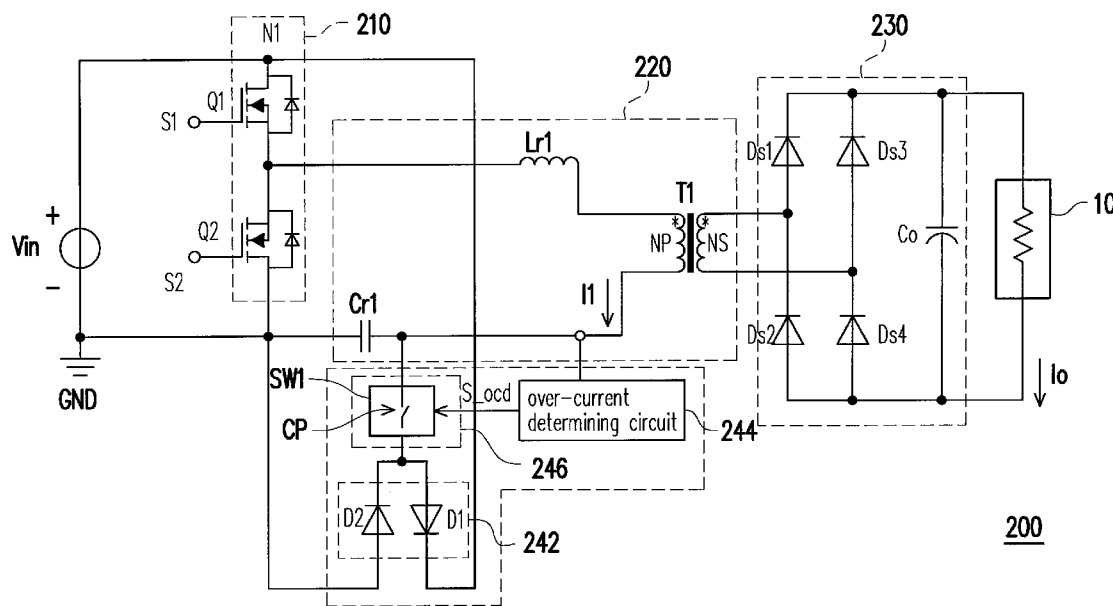 210
N1
230
220
Q1
S1
Lr1
Ds1
Ds3
T1
10
+
Vin
−
Q2
S2
NP
NS
Co
Cr1
I1
Ds2
Ds4
GND
SW1
S_ocd
Io
CP
over-current
determining circuit
244
246
D2
D1
242
200